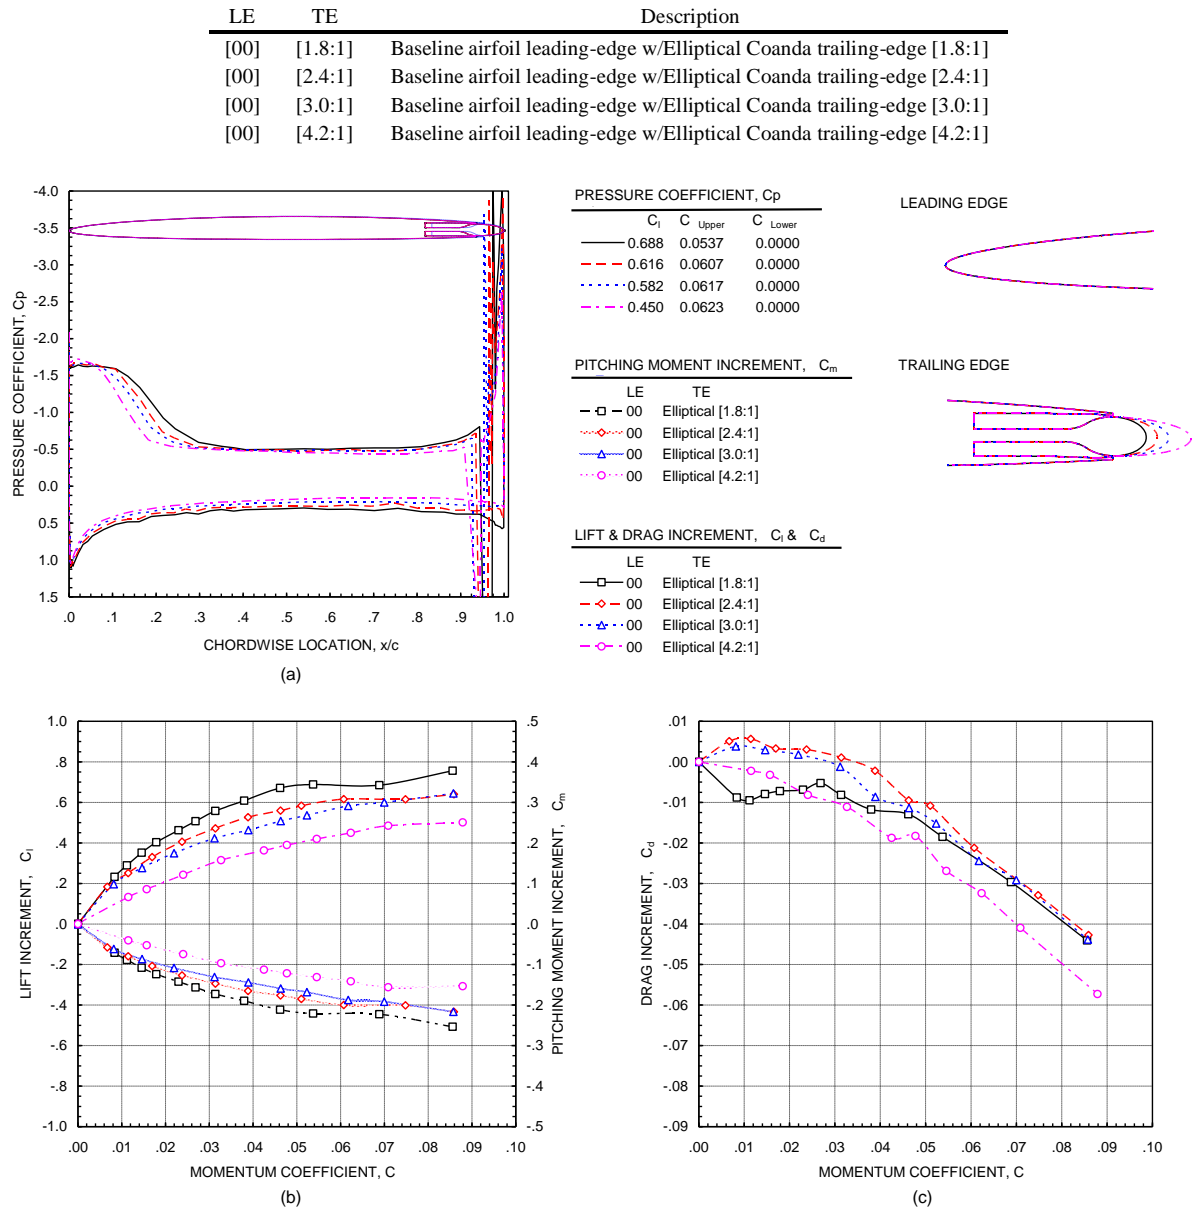 LE TE Description
[00] [1.8:1] Baseline airfoil leading-edge w/Elliptical Coanda trailing-edge [1.8:1]
[00] [2.4:1] Baseline airfoil leading-edge w/Elliptical Coanda trailing-edge [2.4:1]
[00] [3.0:1] Baseline airfoil leading-edge w/Elliptical Coanda trailing-edge [3.0:1]
[00] [4.2:1] Baseline airfoil leading-edge w/Elliptical Coanda trailing-edge [4.2:1]
PRESSURE COEFFICIENT, Cp
-4.0
-3.5
-3.0
-2.5
-2.0
-1.5
-1.0
-0.5
0.0
0.5
1.0
1.5
.0 .1 .2 .3 .4 .5 .6 .7 .8 .9 1.0
CHORDWISE LOCATION, x/c
(a)
PRESSURE COEFFICIENT, Cp
Cl C Upper C Lower
0.688 0.0537 0.0000
0.616 0.0607 0.0000
0.582 0.0617 0.0000
0.450 0.0623 0.0000
PITCHING MOMENT INCREMENT, Cm
LE TE
00 Elliptical [1.8:1]
00 Elliptical [2.4:1]
00 Elliptical [3.0:1]
00 Elliptical [4.2:1]
LIFT & DRAG INCREMENT, Cl & Cd
LE TE
00 Elliptical [1.8:1]
00 Elliptical [2.4:1]
00 Elliptical [3.0:1]
00 Elliptical [4.2:1]
LEADING EDGE
TRAILING EDGE
LIFT INCREMENT, Cl
1.0
.8
.6
.4
.2
.0
-.2
-.4
-.6
-.8
-1.0
.5
.4
.3
.2
.1
.0
-.1
-.2
-.3
-.4
-.5
PITCHING MOMENT INCREMENT, Cm
.00 .01 .02 .03 .04 .05 .06 .07 .08 .09 .10
MOMENTUM COEFFICIENT, C
(b)
DRAG INCREMENT, Cd
.01
.00
-.01
-.02
-.03
-.04
-.05
-.06
-.07
-.08
-.09
.00 .01 .02 .03 .04 .05 .06 .07 .08 .09 .10
MOMENTUM COEFFICIENT, C
(c)